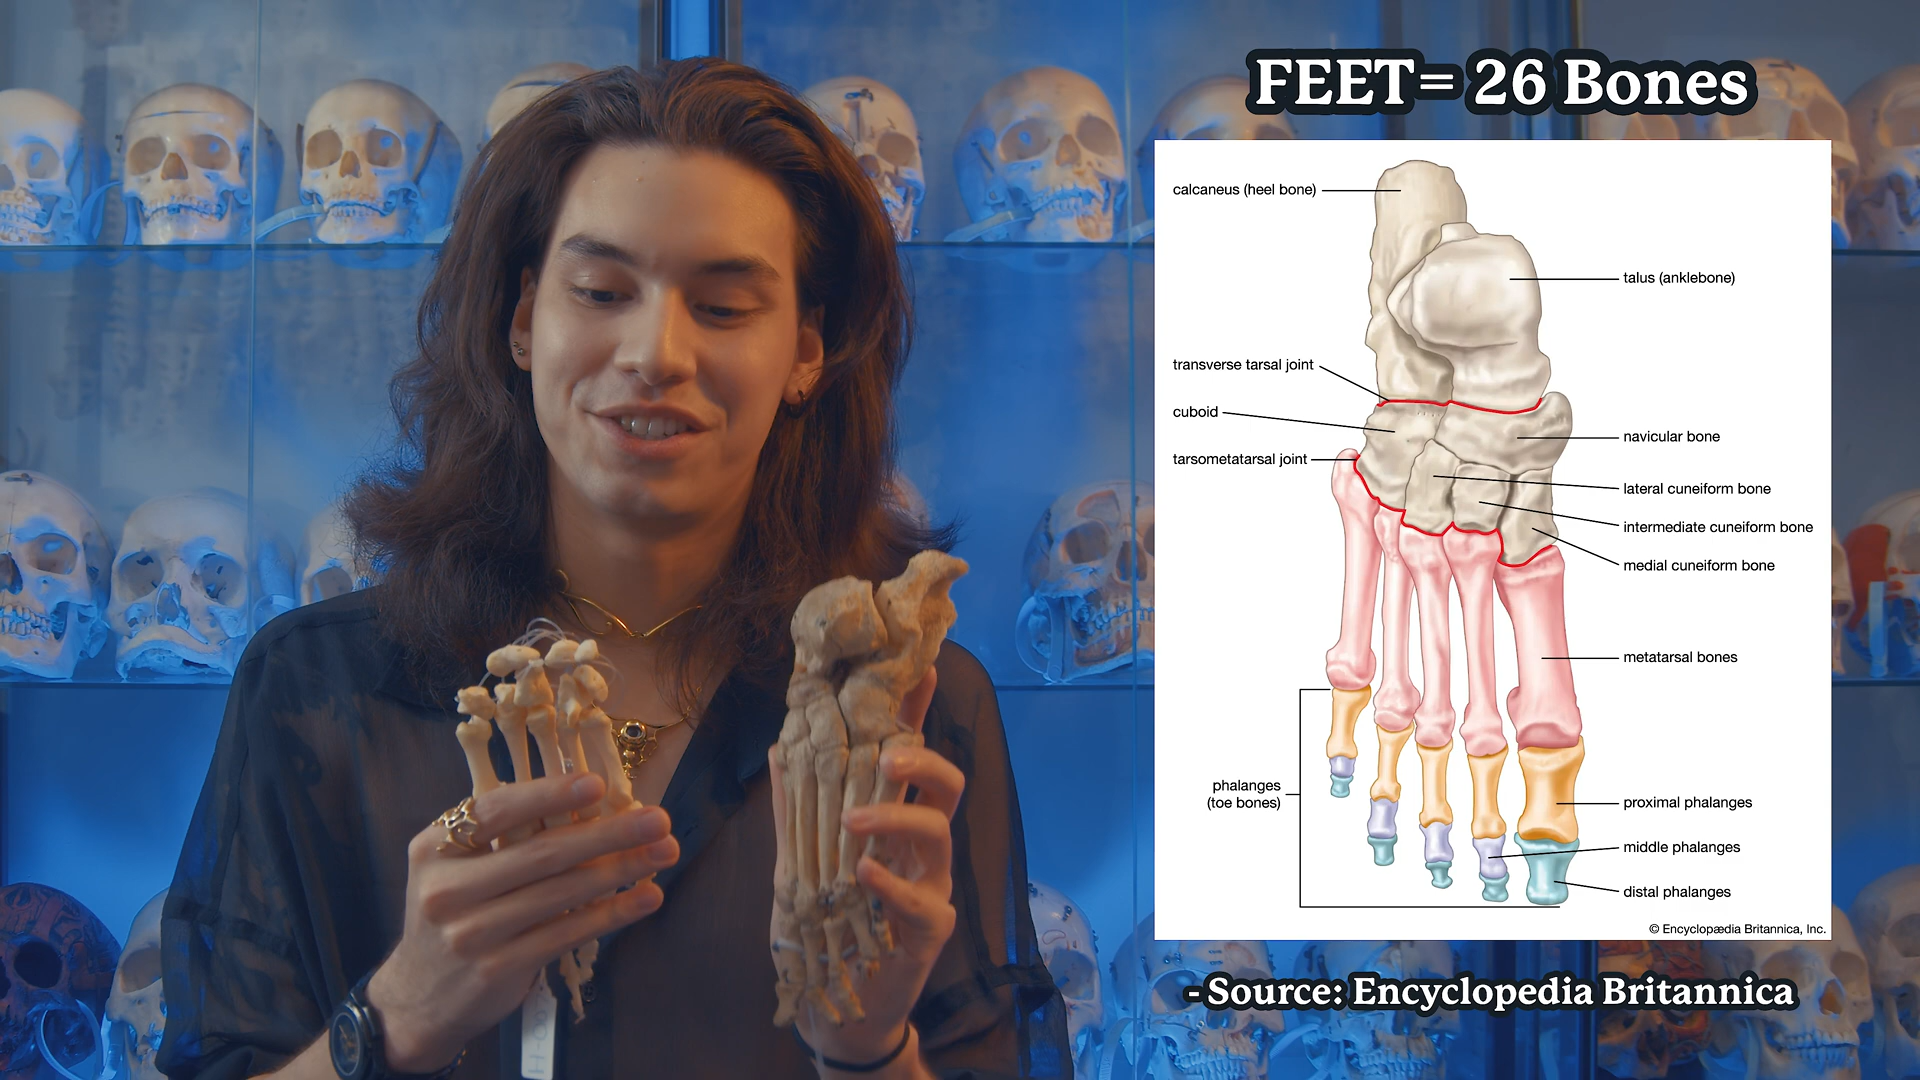 FEET= 26 Bones
calcaneus (heel bone)
talus (anklebone)
transverse tarsal joint
cuboid
navicular bone
tarsometatarsal joint
lateral cuneiform bone
intermediate cuneiform bone
medial cuneiform bone
metatarsal bones
phalanges
(toe bones)
proximal phalanges
middle phalanges
distal phalanges
© Encyclopædia Britannica, Inc.
- Source: Encyclopedia Britannica